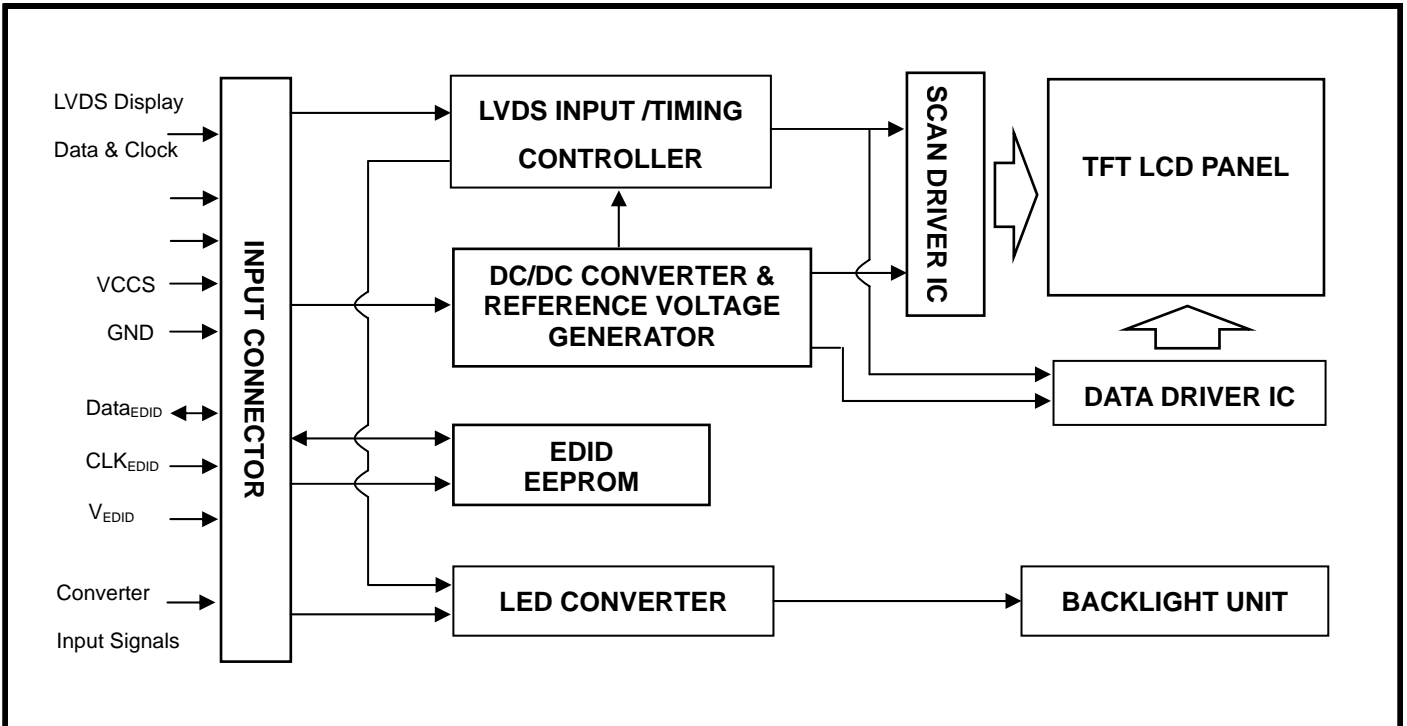 LVDS Display
Data & Clock
VCCS
GND
DataEDID
CLKEDID
VEDID
Converter
Input Signals
INPUT CONNECTOR
LVDS INPUT /TIMING
CONTROLLER
DC/DC CONVERTER &
REFERENCE VOLTAGE
GENERATOR
EDID
EEPROM
LED CONVERTER
SCAN DRIVER IC
TFT LCD PANEL
DATA DRIVER IC
BACKLIGHT UNIT